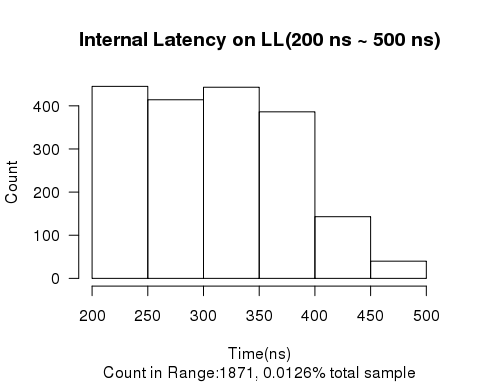 Internal Latency on LL(200 ns ~ 500 ns)
400
300
200
100
0
Count
200 250 300 350 400 450 500
Time(ns)
Count in Range:1871, 0.0126% total sample